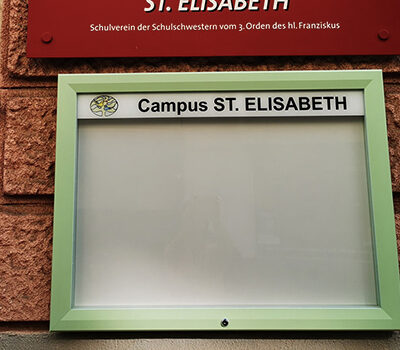 ST. ELISABETH
Schulverein der Schulschwestern vom 3. Orden des hl. Franziskus
Campus ST. ELISABETH